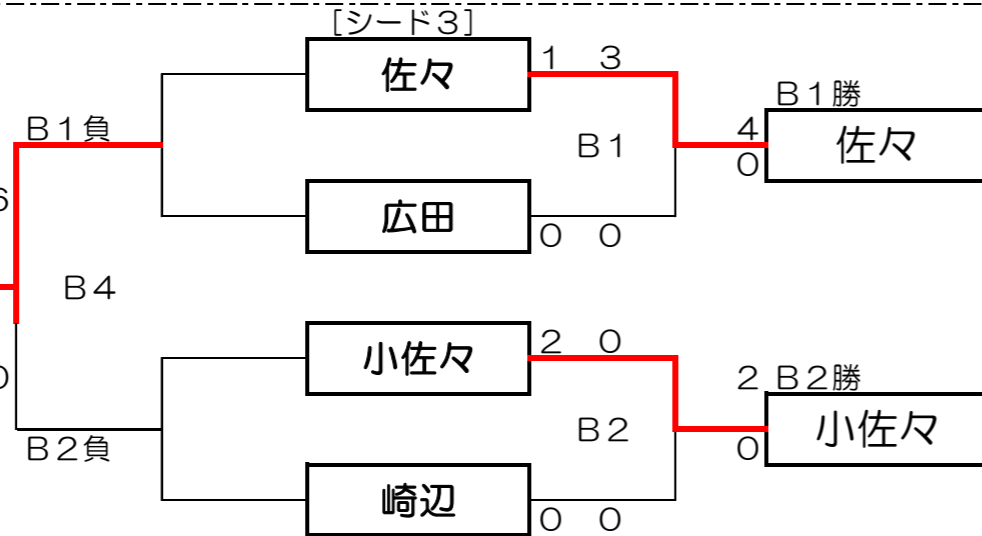 [シード３]
佐々
１　３
Ｂ１勝
Ｂ１負
Ｂ１
４
０
佐々
６
広田
０　０
Ｂ４
小佐々
２　０
２ Ｂ２勝
０
Ｂ２
０
小佐々
Ｂ２負
崎辺
０　０